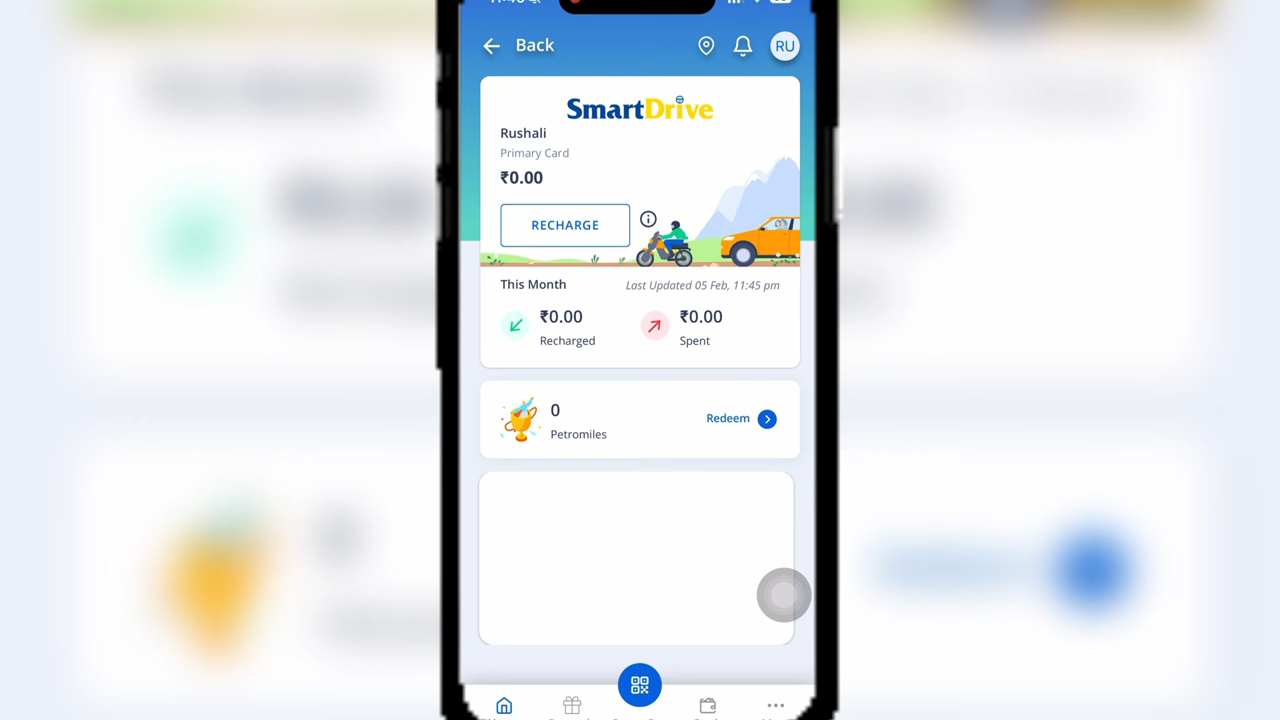 Back
RU
SmartDrive
Rushali
Primary Card
₹0.00
RECHARGE
This Month
Last Updated 05 Feb, 11:45 pm
₹0.00
Recharged
₹0.00
Spent
0
Petromiles
Redeem